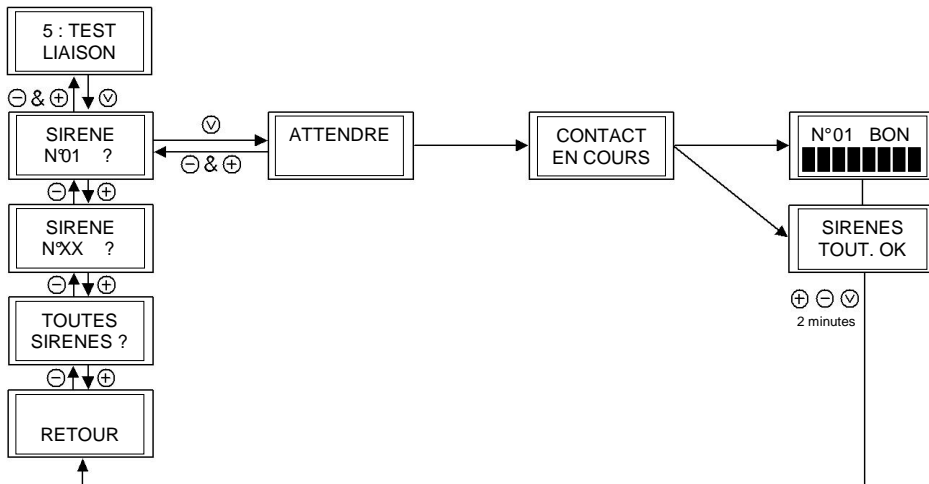 5 : TEST
LIAISON
⊖ & ⊕ ⓥ
SIRENE
N°01 ?
ⓥ
⊖ & ⊕
ATTENDRE
CONTACT
EN COURS
N°01 BON
⊖ ⊕
SIRENE
N°XX ?
SIRENES
TOUT. OK
⊖ ⊕
TOUTES
SIRENES ?
⊕ ⊖ ⓥ
2 minutes
⊖ ⊕
RETOUR